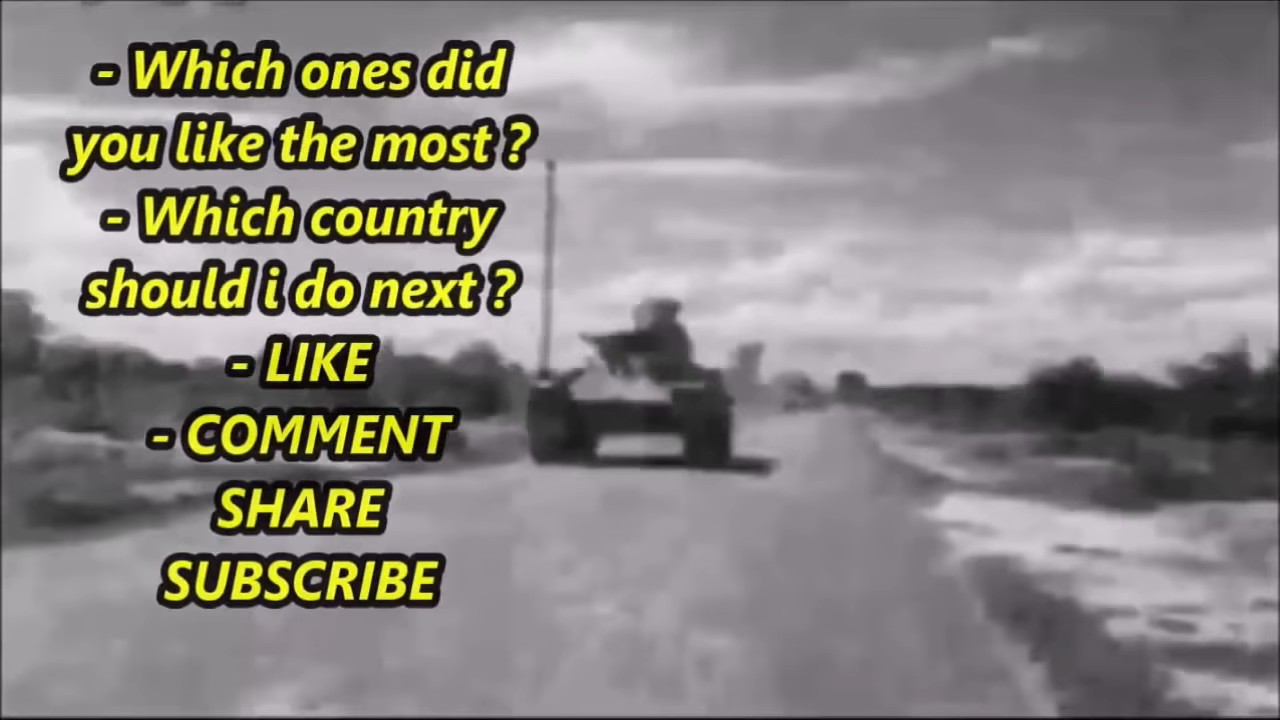 - Which ones did
you like the most ?
- Which country
should i do next ?
- LIKE
- COMMENT
SHARE
SUBSCRIBE